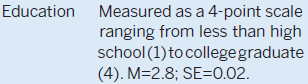 Education Measured as a 4-point scale
ranging from less than high
school (1) to college graduate
(4). M=2.8; SE=0.02.